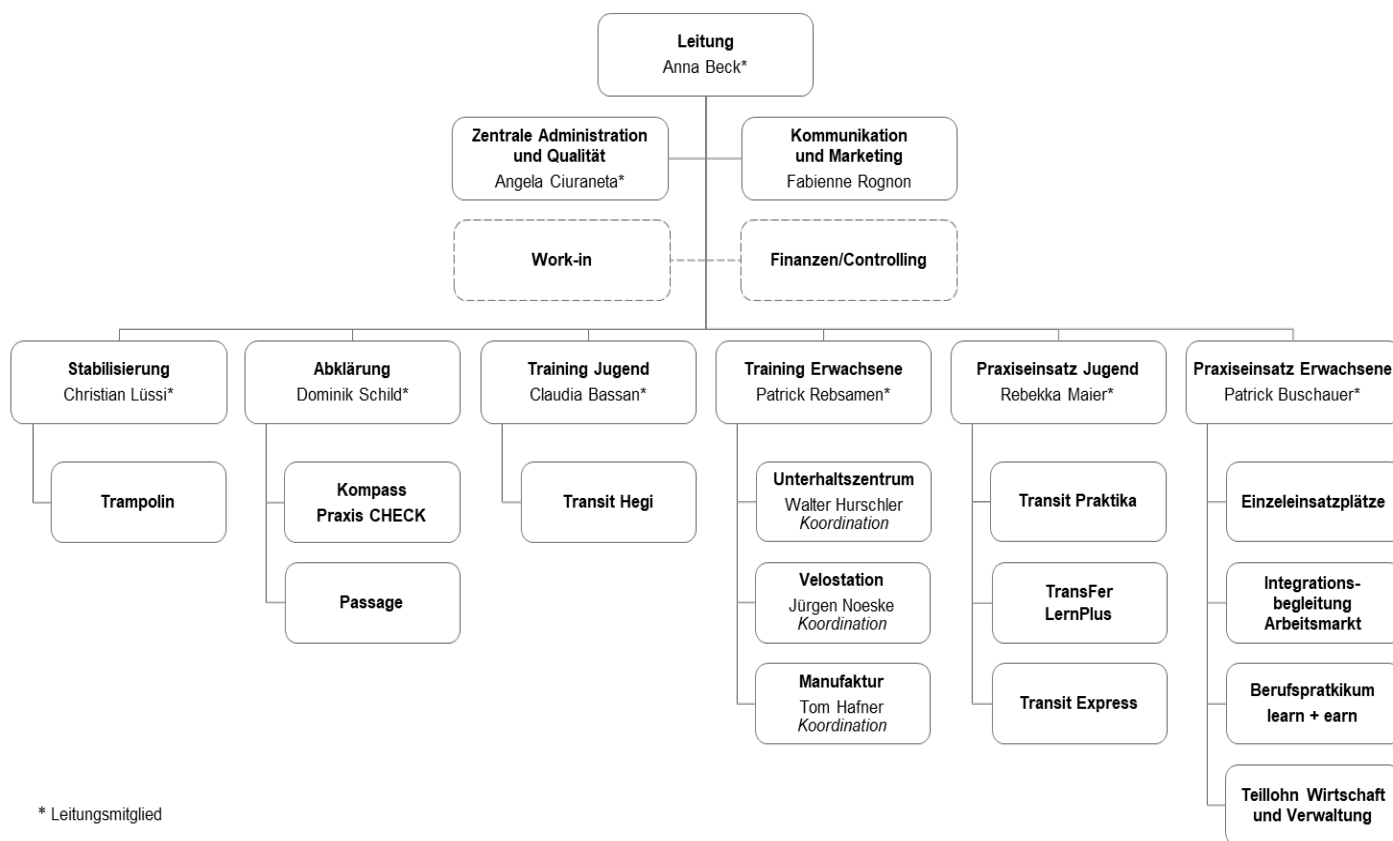 Leitung
Anna Beck*
Zentrale Administration
und Qualität
Angela Ciuraneta*
Kommunikation
und Marketing
Fabienne Rognon
Work-in
Finanzen/Controlling
Stabilisierung
Christian Lüssi*
Abklärung
Dominik Schild*
Training Jugend
Claudia Bassan*
Training Erwachsene
Patrick Rebsamen*
Praxiseinsatz Jugend
Rebekka Maier*
Praxiseinsatz Erwachsene
Patrick Buschauer*
Trampolin
Kompass
Praxis CHECK
Passage
Transit Hegi
Unterhaltszentrum
Walter Hurschler
Koordination
Velostation
Jürgen Noeske
Koordination
Manufaktur
Tom Hafner
Koordination
Transit Praktika
TransFer
LernPlus
Transit Express
Einzeleinsatzplätze
Integrations-
begleitung
Arbeitsmarkt
Berufspratkikum
learn + earn
Teillohn Wirtschaft
und Verwaltung
* Leitungsmitglied